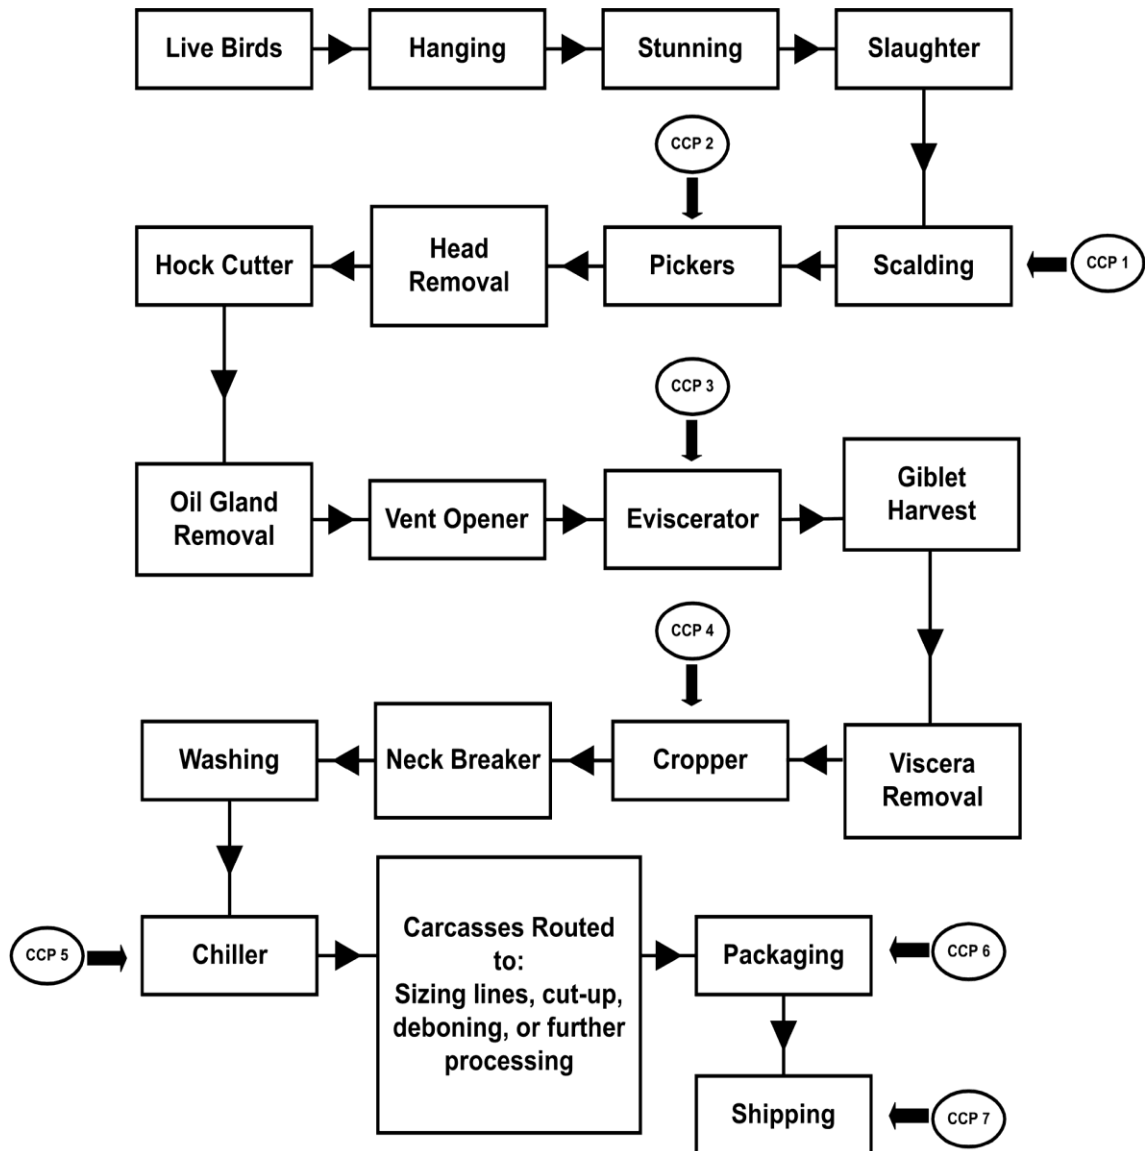 Live Birds
Hanging
Stunning
Slaughter
CCP 2
Hock Cutter
Head
Removal
Pickers
Scalding
CCP 1
CCP 3
Oil Gland
Removal
Vent Opener
Eviscerator
Giblet
Harvest
CCP 4
Washing
Neck Breaker
Cropper
Viscera
Removal
CCP 5
Chiller
Carcasses Routed
to:
Sizing lines, cut-up,
deboning, or further
processing
Packaging
CCP 6
Shipping
CCP 7